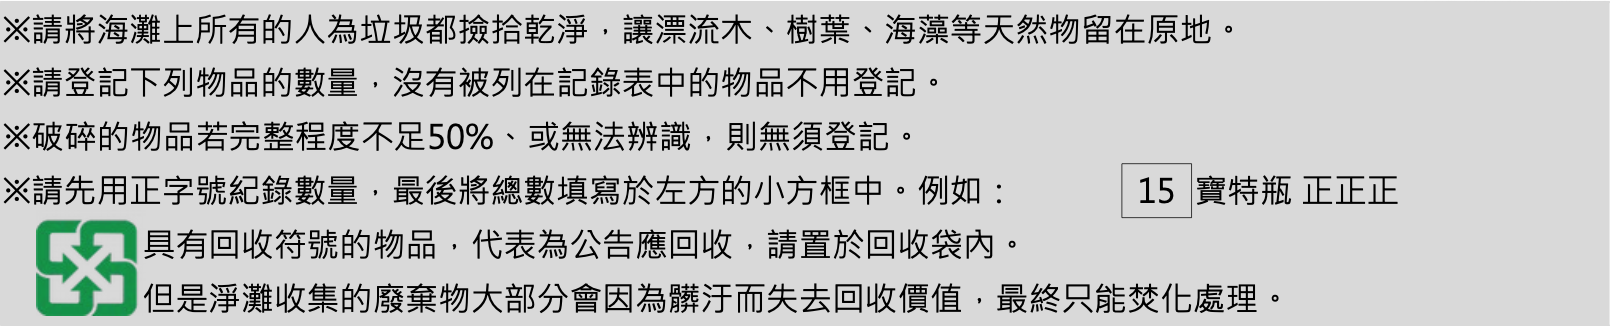 ※請將海灘上所有的人為垃圾都撿拾乾淨，讓漂流木、樹葉、海藻等天然物留在原地。
※請登記下列物品的數量，沒有被列在記錄表中的物品不用登記。
※破碎的物品若完整程度不足50%、或無法辨識，則無須登記。
※請先用正字號紀錄數量，最後將總數填寫於左方的小方框中。例如： 15 寶特瓶 正正正
具有回收符號的物品，代表為公告應回收，請置於回收袋內。
但是淨灘收集的廢棄物大部分會因為髒汙而失去回收價值，最終只能焚化處理。